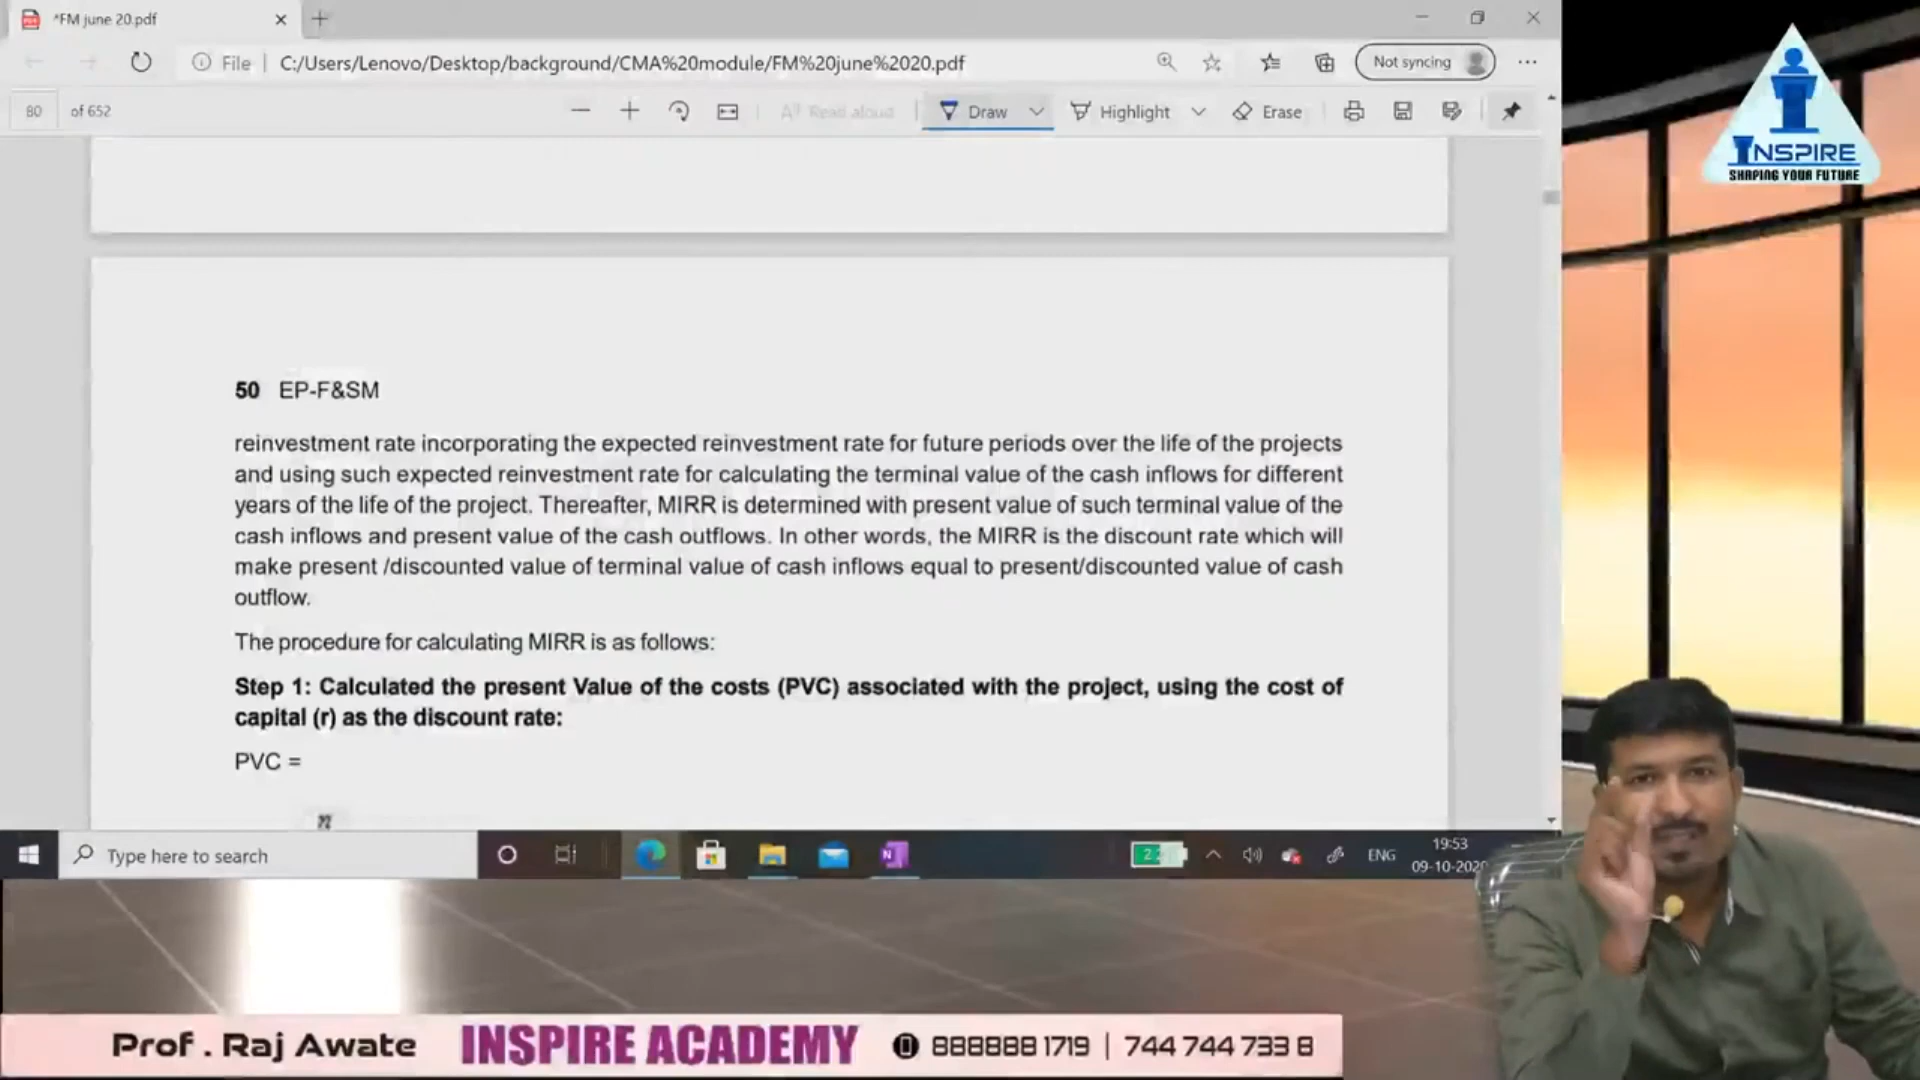 *FM june 20.pdf
File | C:/Users/Lenovo/Desktop/background/CMA%20module/FM%20june%2020.pdf
Not syncing
80 of 652
Read aloud
Draw
Highlight
Erase
INSPIRE
SHAPING YOUR FUTURE
50 EP-F&SM
reinvestment rate incorporating the expected reinvestment rate for future periods over the life of the projects
and using such expected reinvestment rate for calculating the terminal value of the cash inflows for different
years of the life of the project. Thereafter, MIRR is determined with present value of such terminal value of the
cash inflows and present value of the cash outflows. In other words, the MIRR is the discount rate which will
make present /discounted value of terminal value of cash inflows equal to present/discounted value of cash
outflow.
The procedure for calculating MIRR is as follows:
Step 1: Calculated the present Value of the costs (PVC) associated with the project, using the cost of
capital (r) as the discount rate:
PVC =
n
Type here to search
ENG
19:53
09-10-2020
Prof . Raj Awate INSPIRE ACADEMY 888888 1719 | 744 744 733 8